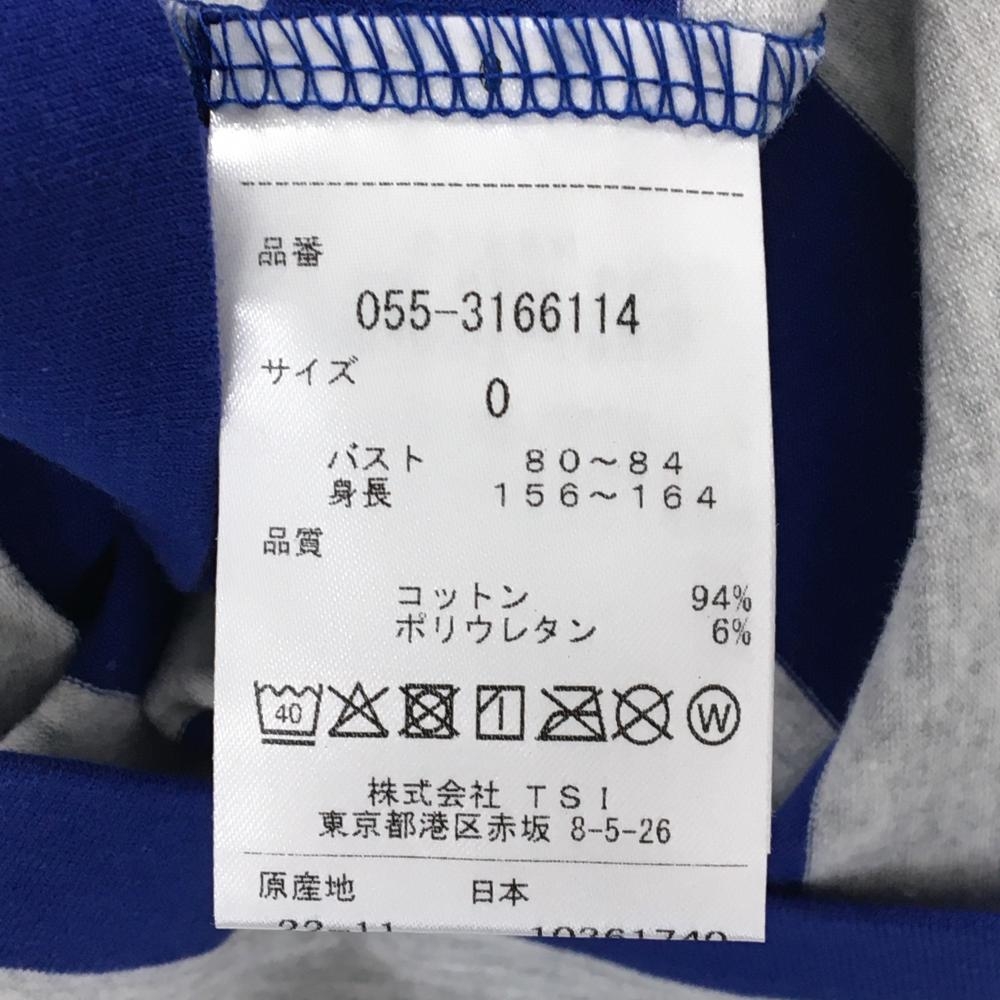 品番
055-3166114
サイズ
0
バスト 80～84
身長 156～164
品質
コットン 94%
ポリウレタン 6%
40 W
株式会社 TSI
東京都港区赤坂 8-5-26
原産地 日本